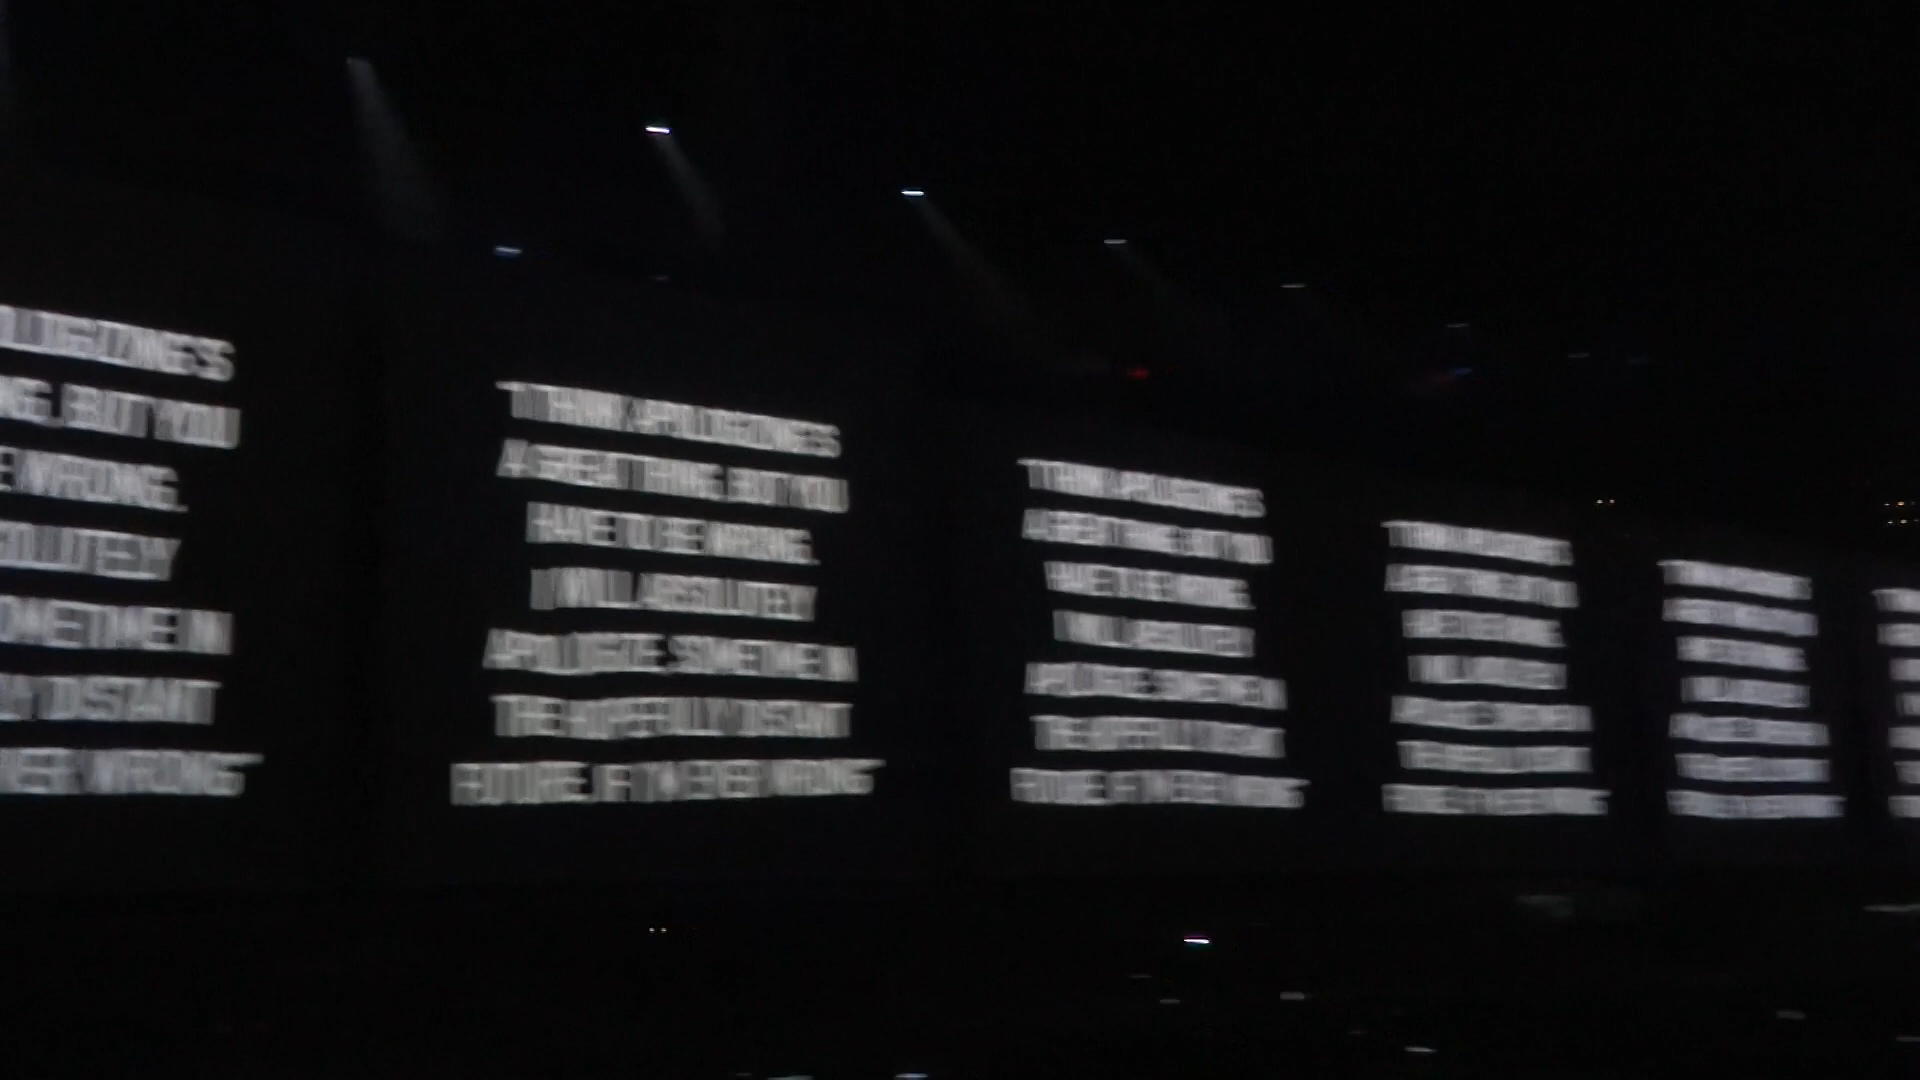 "I THINK APOLOGIZING'S
A GREAT THING, BUT YOU
HAVE TO BE WRONG.
I WILL ABSOLUTELY
APOLOGIZE, SOMETIME IN
THE HOPEFULLY DISTANT
FUTURE, IF I'M EVER WRONG"